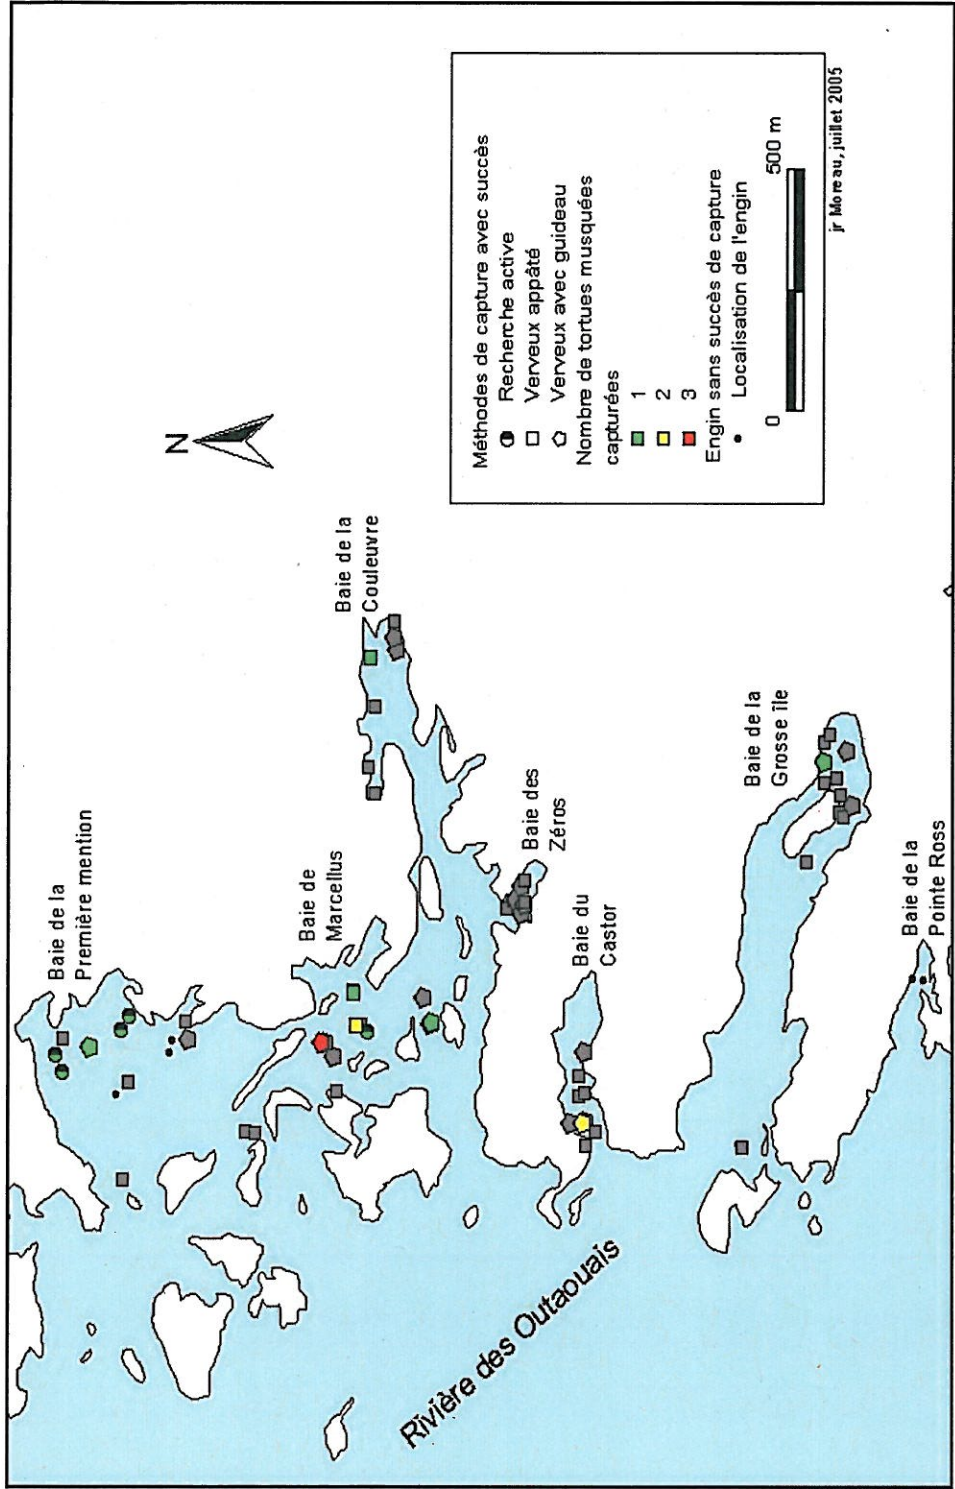 N
Baie de la
Première mention
Baie de
Marcellus
Baie de la
Couleuvre
Baie des
Zéros
Baie du
Castor
Baie de la
Grosse île
Baie de la
Pointe Ross
Rivière des Outaouais
Méthodes de capture avec succès
Recherche active
Verveux appâté
Verveux avec guideau
Nombre de tortues musquées
capturées
1
2
3
Engin sans succès de capture
Localisation de l'engin
0
500 m
jr Moreau, juillet 2005